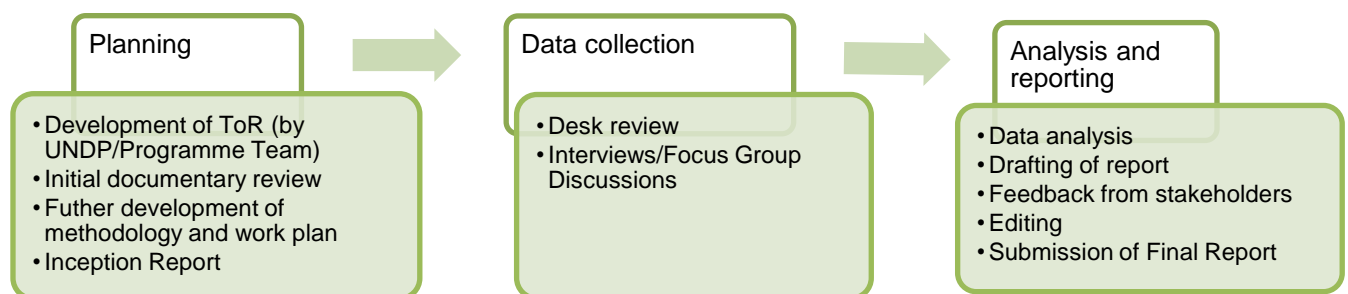 Planning
• Development of ToR (by
UNDP/Programme Team)
• Initial documentary review
• Futher development of
methodology and work plan
• Inception Report
Data collection
• Desk review
• Interviews/Focus Group
Discussions
Analysis and
reporting
• Data analysis
• Drafting of report
• Feedback from stakeholders
• Editing
• Submission of Final Report